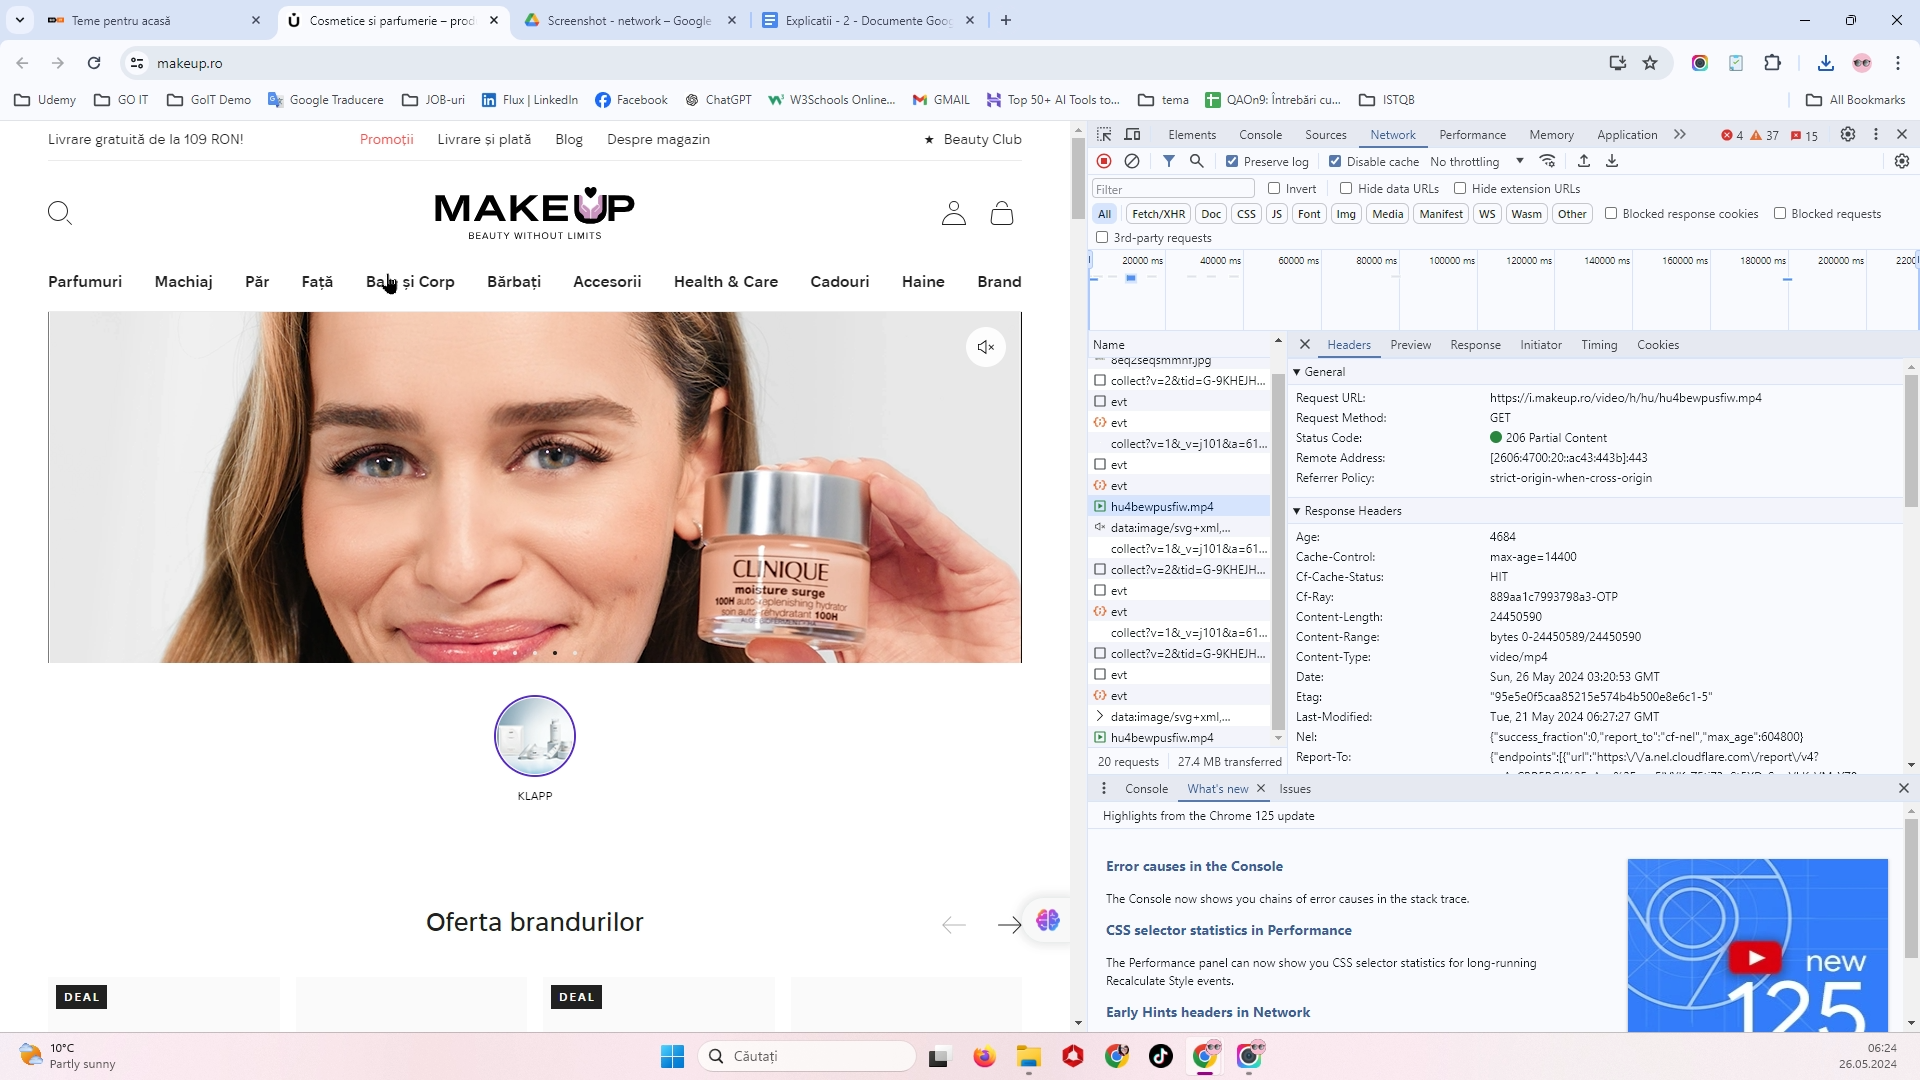 Teme pentru acasă
Cosmetice si parfumerie – prod
Screenshot - network – Google
Explicatii - 2 - Documente Goog
makeup.ro
Udemy
GO IT
GoIT Demo
Google Traducere
JOB-uri
Flux | LinkedIn
Facebook
ChatGPT
W3Schools Online...
GMAIL
Top 50+ AI Tools to...
tema
QAOn9: Întrebări cu...
ISTQB
All Bookmarks
Livrare gratuită de la 109 RON!
Promoții
Livrare și plată
Blog
Despre magazin
★ Beauty Club
MAKEUP
BEAUTY WITHOUT LIMITS
Parfumuri
Machiaj
Păr
Față
și Corp
Bărbați
Accesorii
Health & Care
Cadouri
Haine
Brand
CLINIQUE
moisture surge
100H auto-replenishing hydrator
soin auto-réhydratant 100H
KLAPP
Oferta brandurilor
DEAL
DEAL
Elements
Console
Sources
Network
Performance
Memory
Application
4
37
15
Preserve log
Disable cache
No throttling
Filter
Invert
Hide data URLs
Hide extension URLs
All
Fetch/XHR
Doc
CSS
JS
Font
Img
Media
Manifest
WS
Wasm
Other
Blocked response cookies
Blocked requests
3rd-party requests
20000 ms
40000 ms
60000 ms
80000 ms
100000 ms
120000 ms
140000 ms
160000 ms
180000 ms
200000 ms
2200
Name
8eq2seqsmmnf.jpg
collect?v=2&tid=G-9KHEJH...
evt
evt
collect?v=1&_v=j101&a=61...
evt
evt
hu4bewpusfiw.mp4
data:image/svg+xml,...
collect?v=1&_v=j101&a=61...
collect?v=2&tid=G-9KHEJH...
evt
evt
collect?v=1&_v=j101&a=61...
collect?v=2&tid=G-9KHEJH...
evt
evt
data:image/svg+xml,...
hu4bewpusfiw.mp4
20 requests
27.4 MB transferred
Headers
Preview
Response
Initiator
Timing
Cookies
General
Request URL: https://i.makeup.ro/video/h/hu/hu4bewpusfiw.mp4
Request Method: GET
Status Code: 206 Partial Content
Remote Address: [2606:4700:20::ac43:443b]:443
Referrer Policy: strict-origin-when-cross-origin
Response Headers
Age: 4684
Cache-Control: max-age=14400
Cf-Cache-Status: HIT
Cf-Ray: 889aa1c7993798a3-OTP
Content-Length: 24450590
Content-Range: bytes 0-24450589/24450590
Content-Type: video/mp4
Date: Sun, 26 May 2024 03:20:53 GMT
Etag: "95e5e0f5caa85215e574b4b500e8e6c1-5"
Last-Modified: Tue, 21 May 2024 06:27:27 GMT
Nel: {"success_fraction":0,"report_to":"cf-nel","max_age":604800}
Report-To: {"endpoints":[{"url":"https:\/\/a.nel.cloudflare.com\/report\/v4?
Console
What's new
Issues
Highlights from the Chrome 125 update
Error causes in the Console
The Console now shows you chains of error causes in the stack trace.
CSS selector statistics in Performance
The Performance panel can now show you CSS selector statistics for long-running
Recalculate Style events.
Early Hints headers in Network
new
125
10°C
Partly sunny
Căutați
06:24
26.05.2024